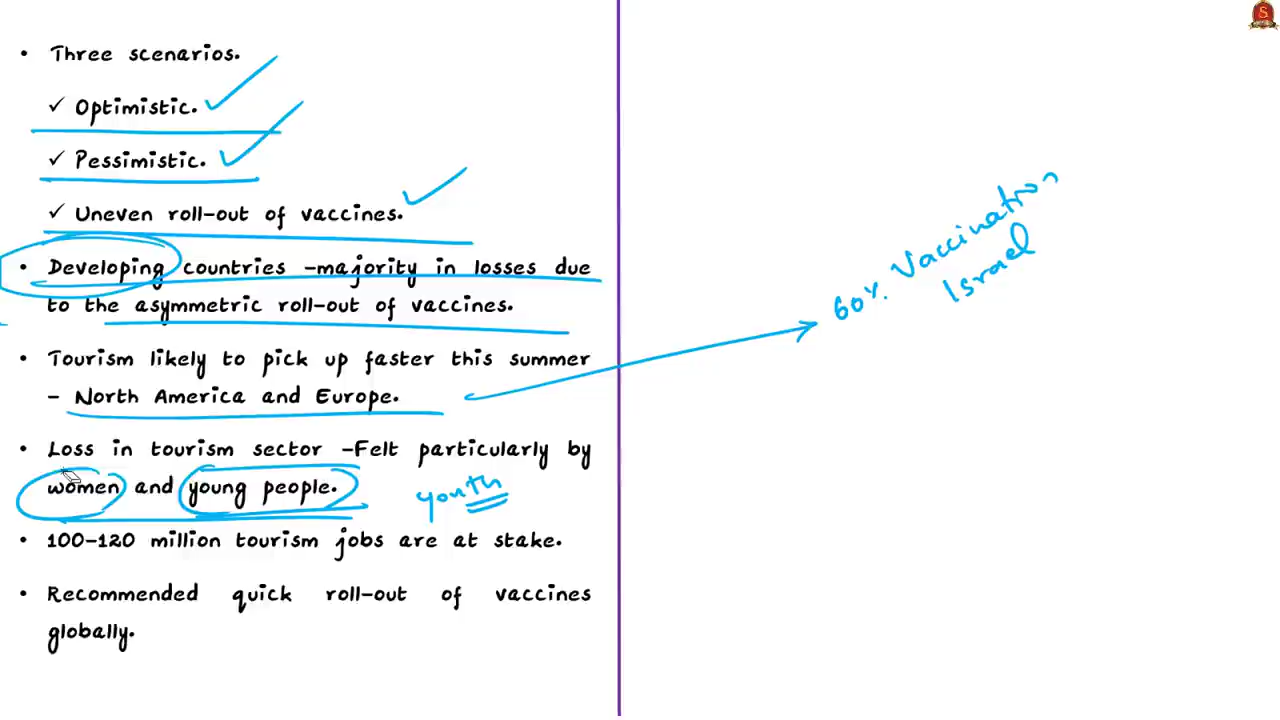 • Three scenarios.
✓ Optimistic.
✓ Pessimistic.
✓ Uneven roll-out of vaccines.
• Developing countries –majority in losses due
to the asymmetric roll-out of vaccines.
• Tourism likely to pick up faster this summer
– North America and Europe.
• Loss in tourism sector –Felt particularly by
women and young people.
youth
• 100–120 million tourism jobs are at stake.
• Recommended quick roll-out of vaccines
globally.
60% Vaccination
Israel